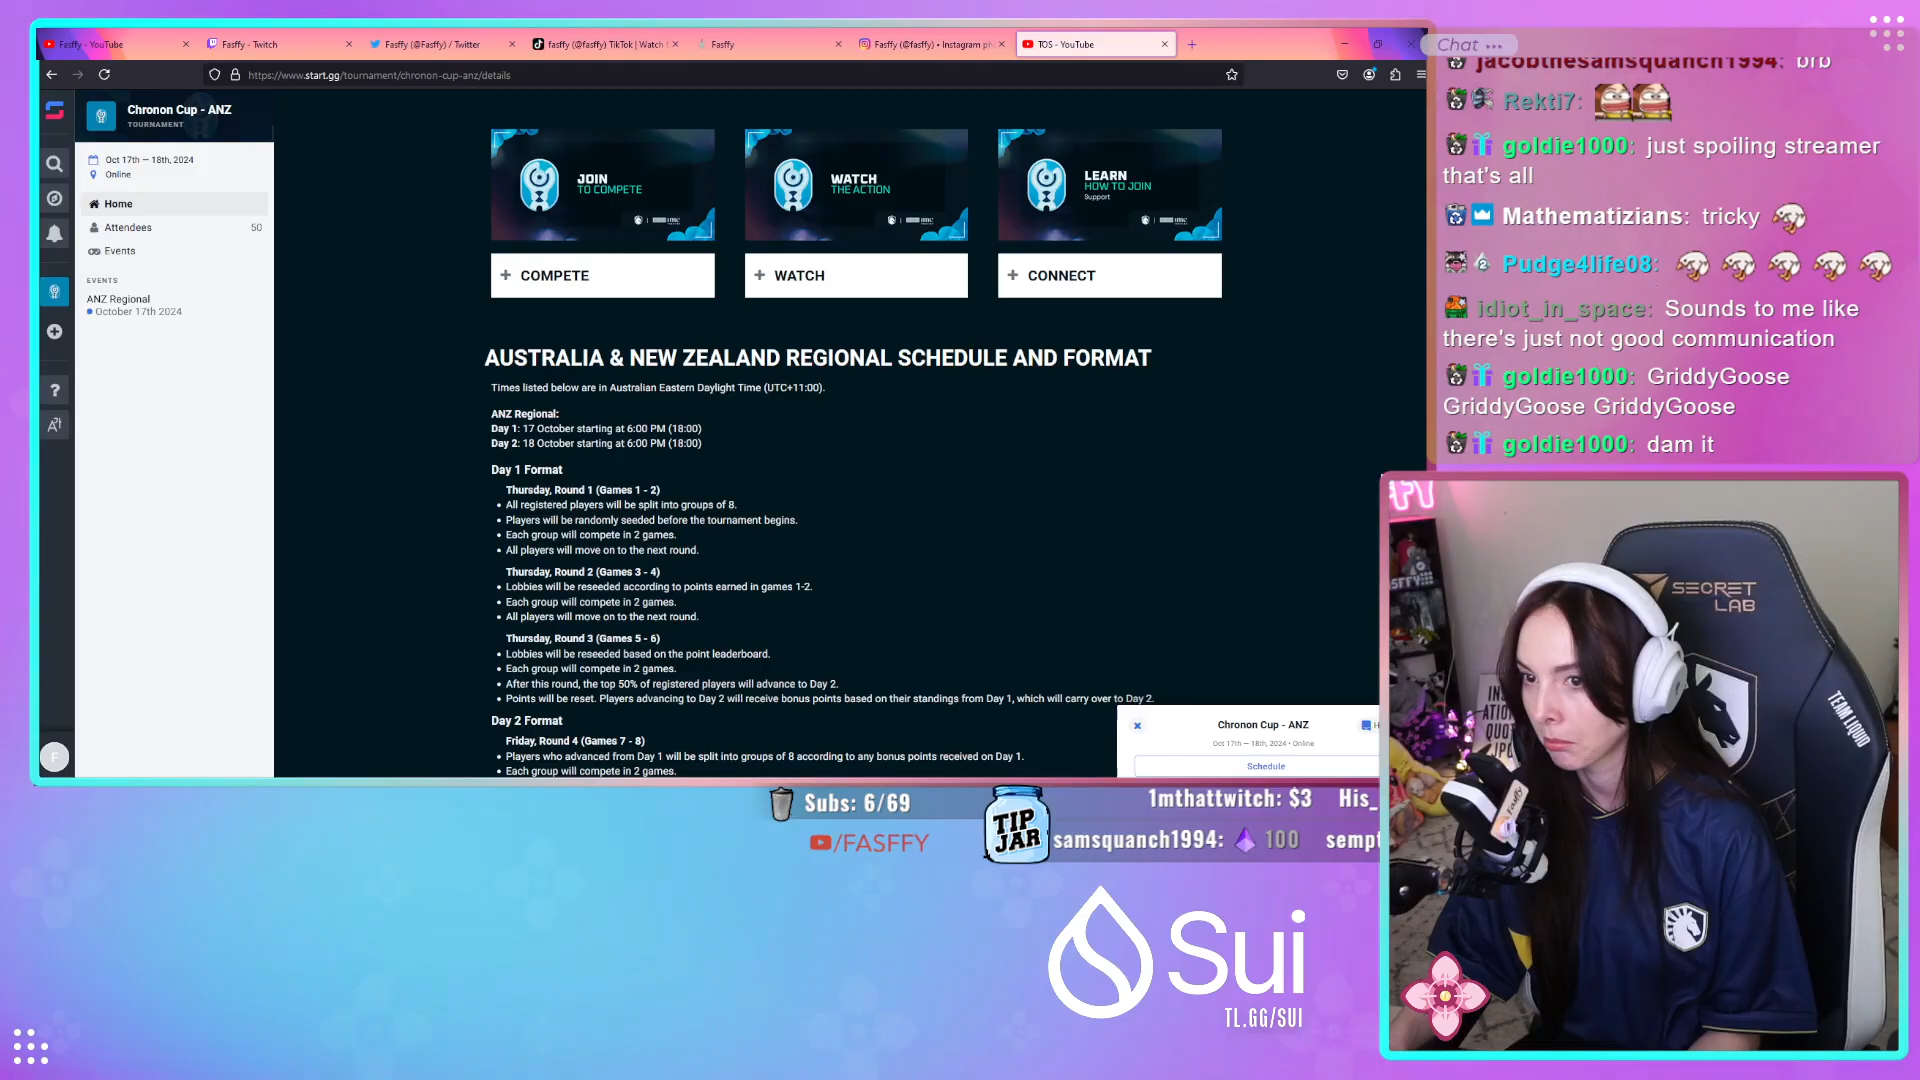 Fasffy - YouTube
Fasffy - Twitch
Fasffy (@Fasffy) / Twitter
fasffy (@fasffy) TikTok | Watch
Fasffy
Fasffy (@fasffy) • Instagram ph
TOS - YouTube
https://www.start.gg/tournament/chronon-cup-anz/details
Chronon Cup - ANZ
TOURNAMENT
Oct 17th — 18th, 2024
Online
Home
Attendees 50
Events
EVENTS
ANZ Regional
October 17th 2024
JOIN
TO COMPETE
WATCH
THE ACTION
LEARN
HOW TO JOIN
Support
+ COMPETE
+ WATCH
+ CONNECT
AUSTRALIA & NEW ZEALAND REGIONAL SCHEDULE AND FORMAT
Times listed below are in Australian Eastern Daylight Time (UTC+11:00).
ANZ Regional:
Day 1: 17 October starting at 6:00 PM (18:00)
Day 2: 18 October starting at 6:00 PM (18:00)
Day 1 Format
Thursday, Round 1 (Games 1 - 2)
• All registered players will be split into groups of 8.
• Players will be randomly seeded before the tournament begins.
• Each group will compete in 2 games.
• All players will move on to the next round.
Thursday, Round 2 (Games 3 - 4)
• Lobbies will be reseeded according to points earned in games 1-2.
• Each group will compete in 2 games.
• All players will move on to the next round.
Thursday, Round 3 (Games 5 - 6)
• Lobbies will be reseeded based on the point leaderboard.
• Each group will compete in 2 games.
• After this round, the top 50% of registered players will advance to Day 2.
• Points will be reset. Players advancing to Day 2 will receive bonus points based on their standings from Day 1, which will carry over to Day 2.
Day 2 Format
Friday, Round 4 (Games 7 - 8)
• Players who advanced from Day 1 will be split into groups of 8 according to any bonus points received on Day 1.
• Each group will compete in 2 games.
Chronon Cup - ANZ
Oct 17th — 18th, 2024 • Online
Schedule
F
Chat
jacobthesamsquanch1994: brb
Rekti7:
goldie1000: just spoiling streamer
that's all
Mathematizians: tricky
Pudge4life08:
idiot_in_space: Sounds to me like
there's just not good communication
goldie1000: GriddyGoose
GriddyGoose GriddyGoose
goldie1000: dam it
SECRET
LAB
TEAM LIQUID
Fasffy
Subs: 6/69
/FASFFY
TIP
JAR
1mthattwitch: $3 His_
samsquanch1994: 100 sempt
Sui
TL.GG/SUI